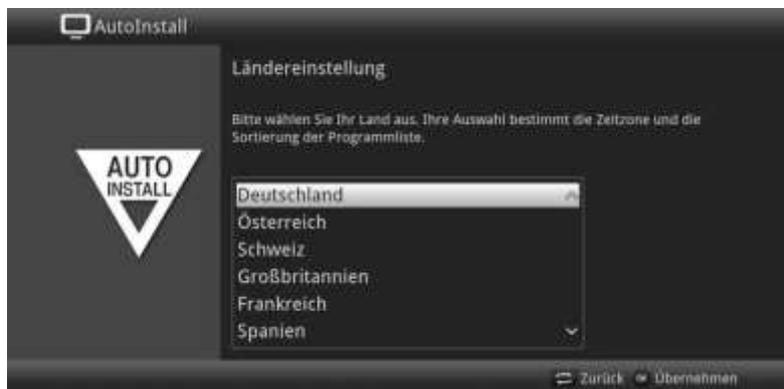 AutoInstall
Ländereinstellung
Bitte wählen Sie Ihr Land aus. Ihre Auswahl bestimmt die Zeitzone und die
Sortierung der Programmliste.
AUTO
INSTALL
Deutschland
Österreich
Schweiz
Großbritannien
Frankreich
Spanien
Zurück OK Übernehmen